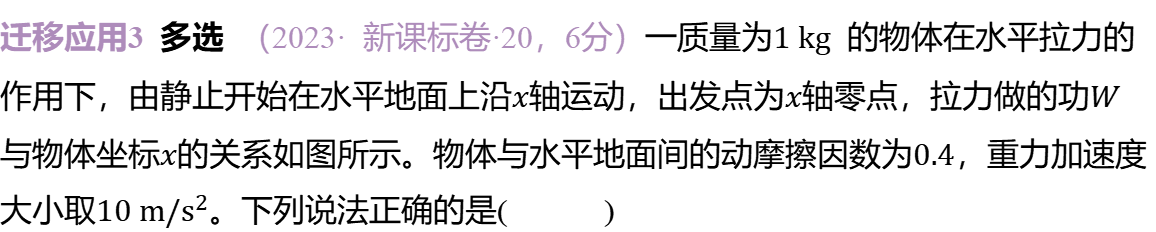 迁移应用3 多选 （2023· 新课标卷·20，6分）一质量为1 kg 的物体在水平拉力的
作用下，由静止开始在水平地面上沿x轴运动，出发点为x轴零点，拉力做的功W
与物体坐标x的关系如图所示。物体与水平地面间的动摩擦因数为0.4，重力加速度
大小取10 m/s²。下列说法正确的是(      )